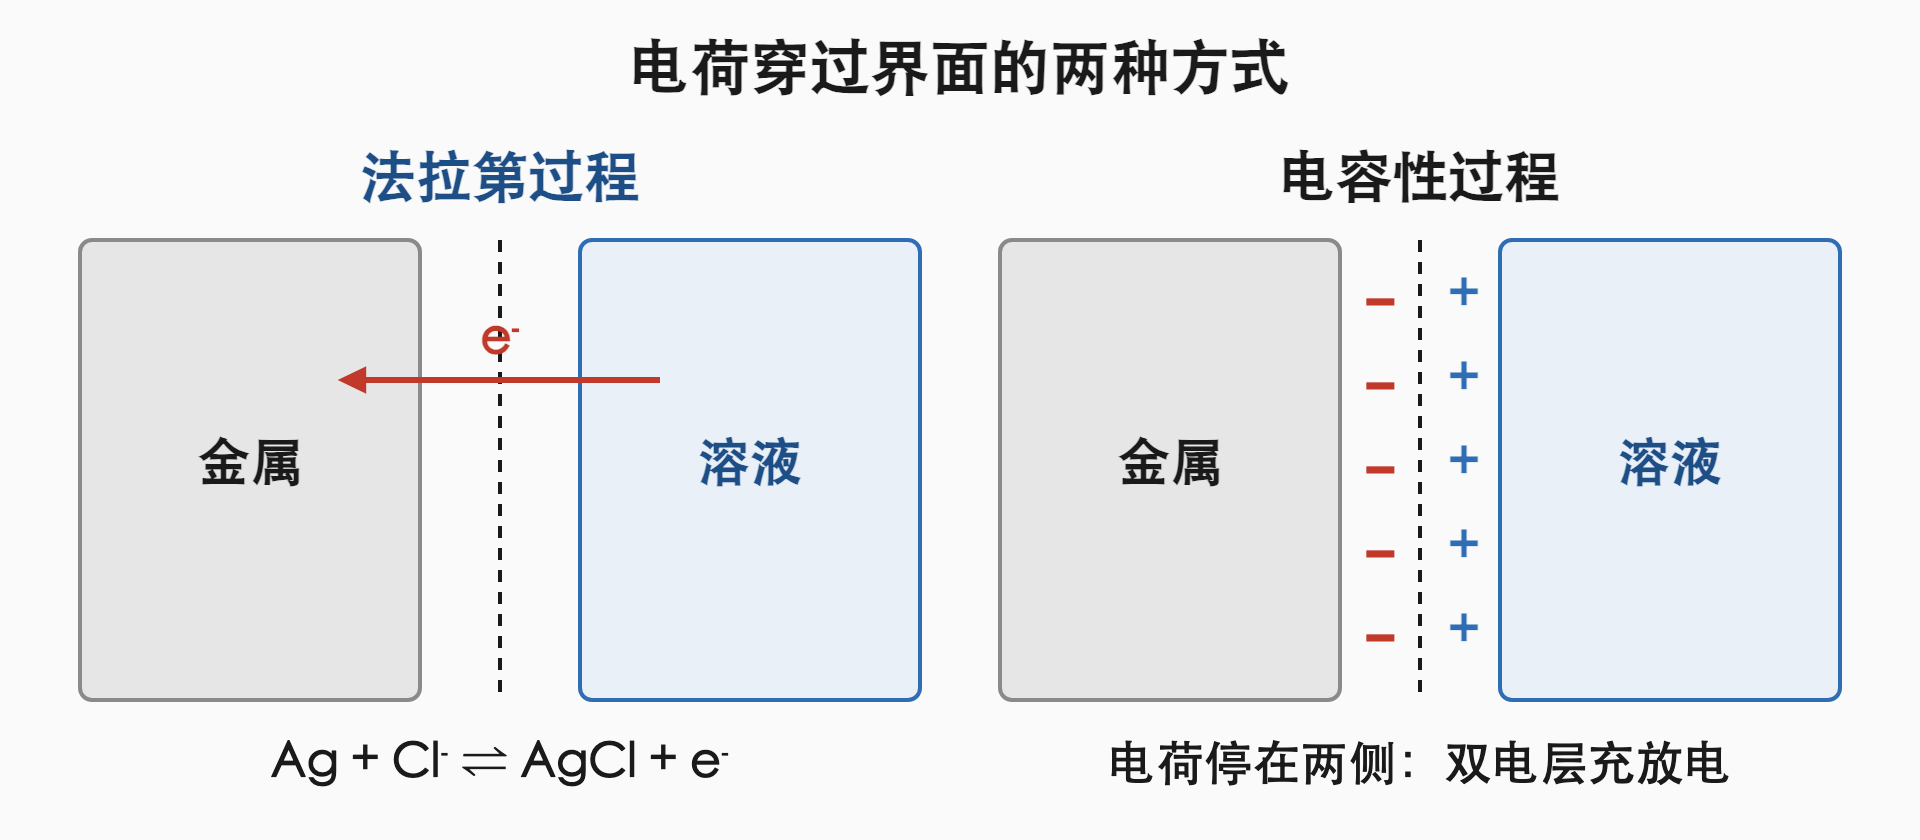 电荷穿过界面的两种方式
法拉第过程
e⁻
金属
溶液
Ag + Cl⁻ ⇌ AgCl + e⁻
电容性过程
− +
− +
− +
− +
− +
金属
溶液
电荷停在两侧：双电层充放电